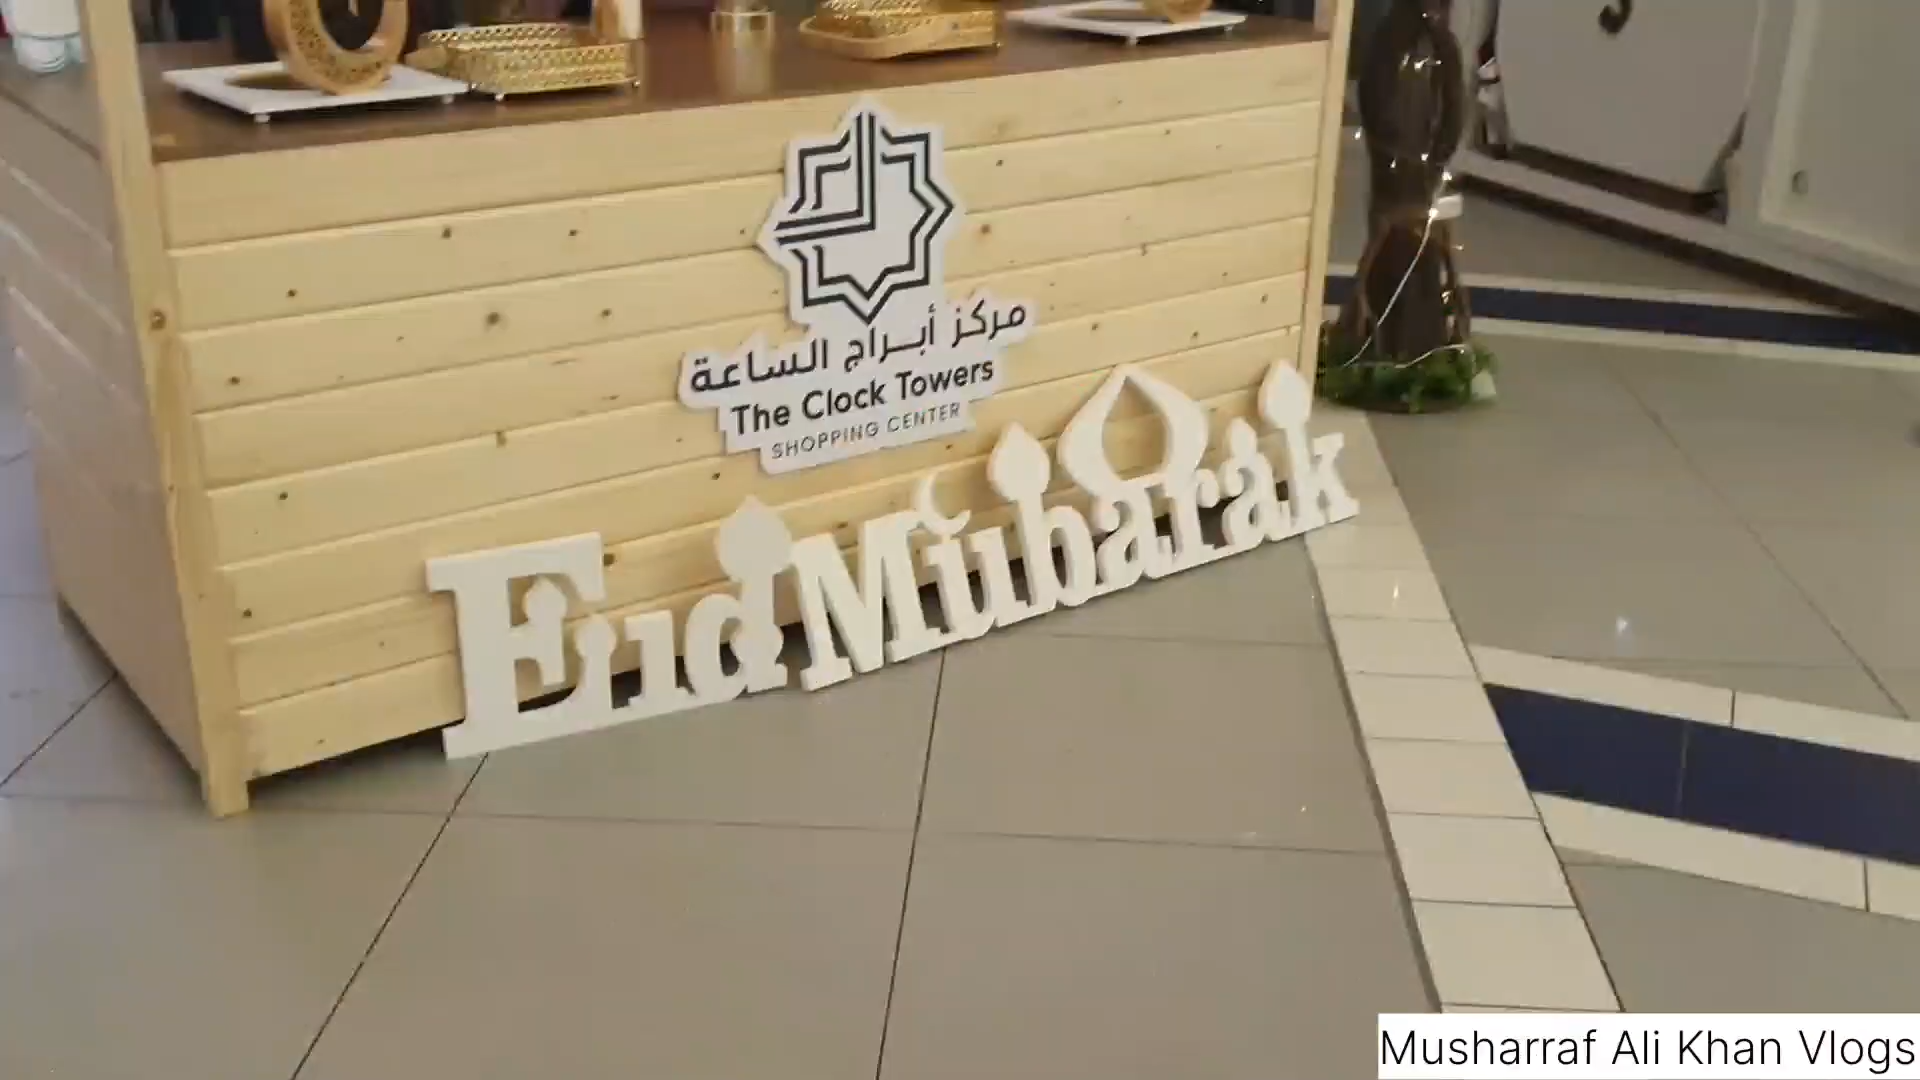 مركز أبراج الساعة
The Clock Towers
SHOPPING CENTER
Eid Mubarak
Musharraf Ali Khan Vlogs